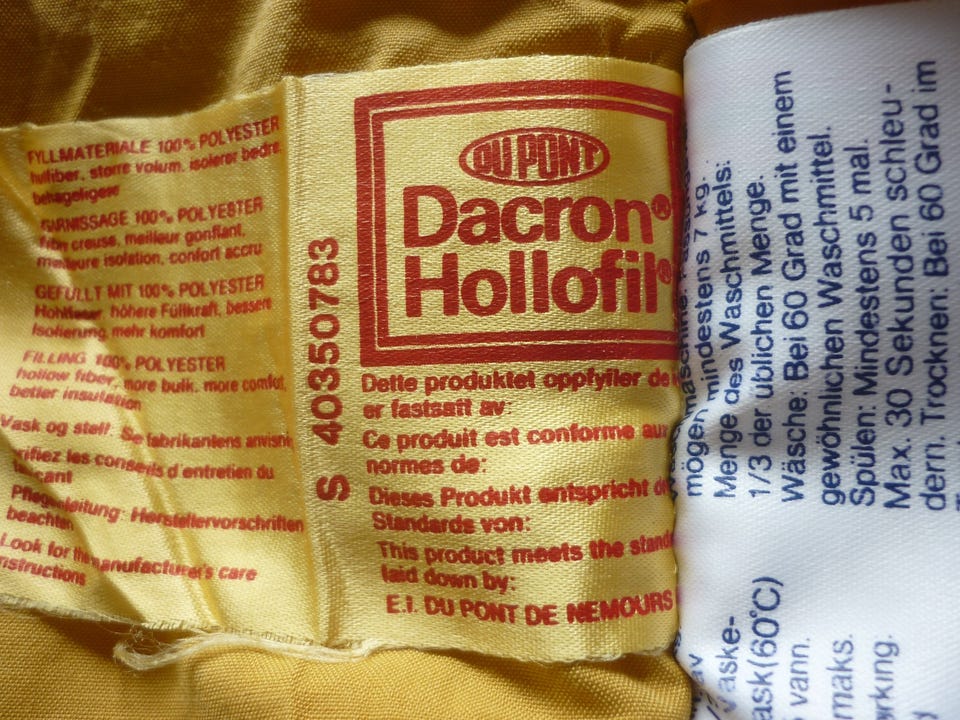 FYLLMATERIALE 100% POLYESTER
hulfiber, større volum, isolerer bedre,
behageligere
GARNISSAGE 100% POLYESTER
fibre creuse, meilleur gonflant,
meilleure isolation, confort accru
GEFÜLLT MIT 100% POLYESTER
Hohlfaser, höhere Füllkraft, bessere
Isolierung, mehr komfort
FILLING 100% POLYESTER
hollow fiber, more bulk, more comfort,
better insulation
Vask og stell: Se fabrikantens anvisni
rifiez les conseils d'entretien du
bricant
Pflegeanleitung: Herstellervorschriften
beachten
Look for the manufacturer's care
nstructions
S 40350783
DU PONT
Dacron®
Hollofil®
Dette produktet oppfyller de
er fastsatt av:
Ce produit est conforme aux
normes de:
Dieses Produkt entspricht de
Standards von:
This product meets the stand
laid down by:
E.I. DU PONT DE NEMOURS
mögen mindestens 7 kg.
Menge des Waschmittels:
1/3 der üblichen Menge.
Wäsche: Bei 60 Grad mit einem
gewöhnlichen Waschmittel.
Spülen: Mindestens 5 mal.
Max. 30 Sekunden schleu-
dern. Trocknen: Bei 60 Grad im
av
vaske-
ask(60°C)
vann.
maks.
rking.